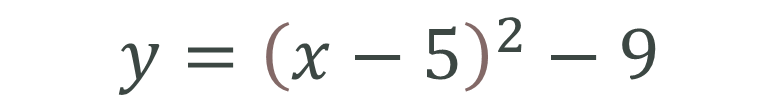 y = (x − 5)² − 9